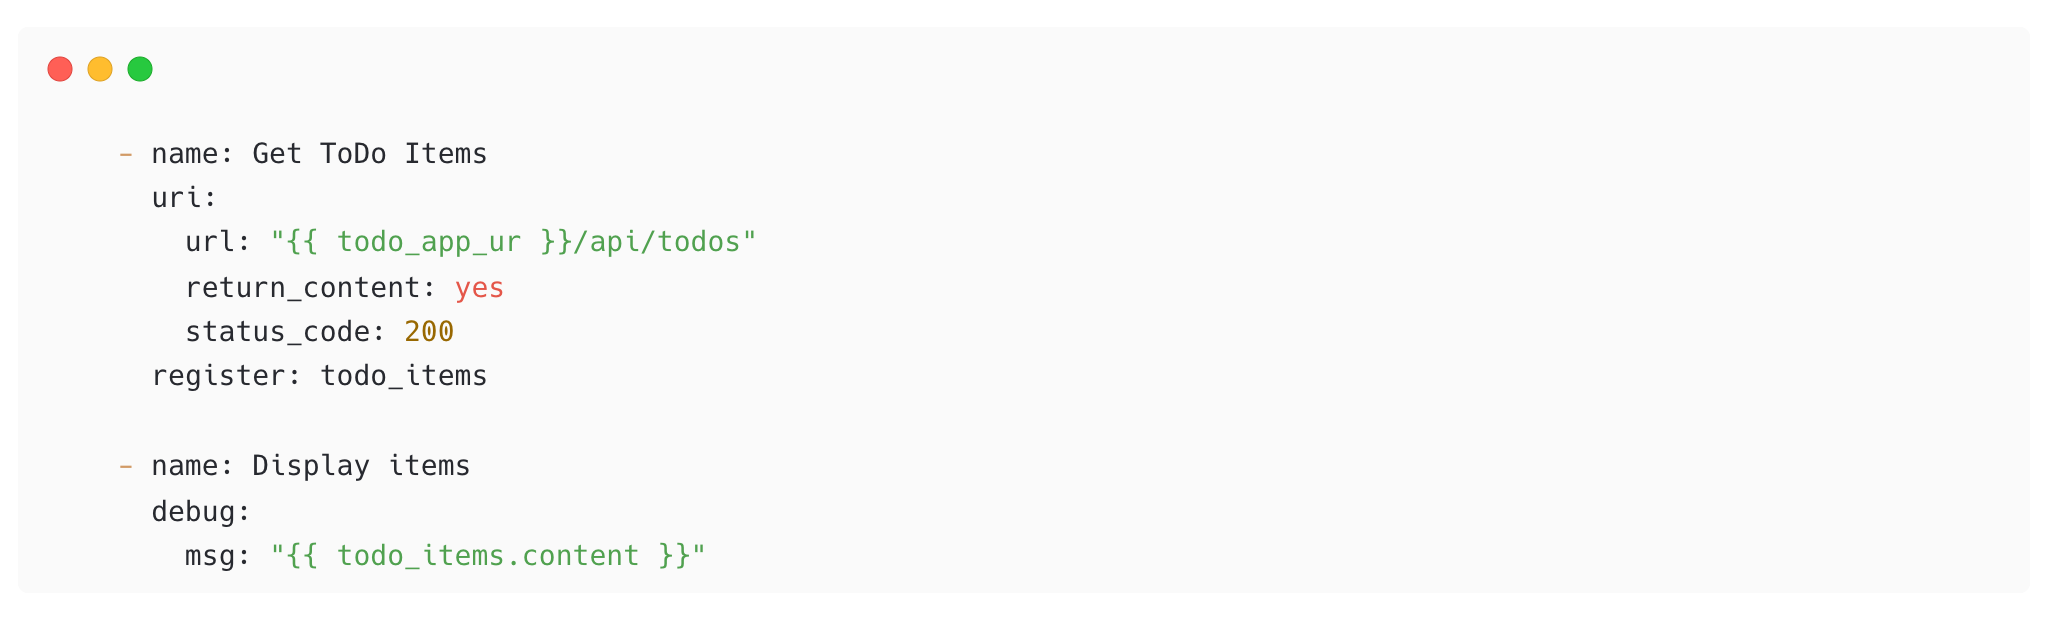 - name: Get ToDo Items
  uri:
    url: "{{ todo_app_ur }}/api/todos"
    return_content: yes
    status_code: 200
  register: todo_items

- name: Display items
  debug:
    msg: "{{ todo_items.content }}"